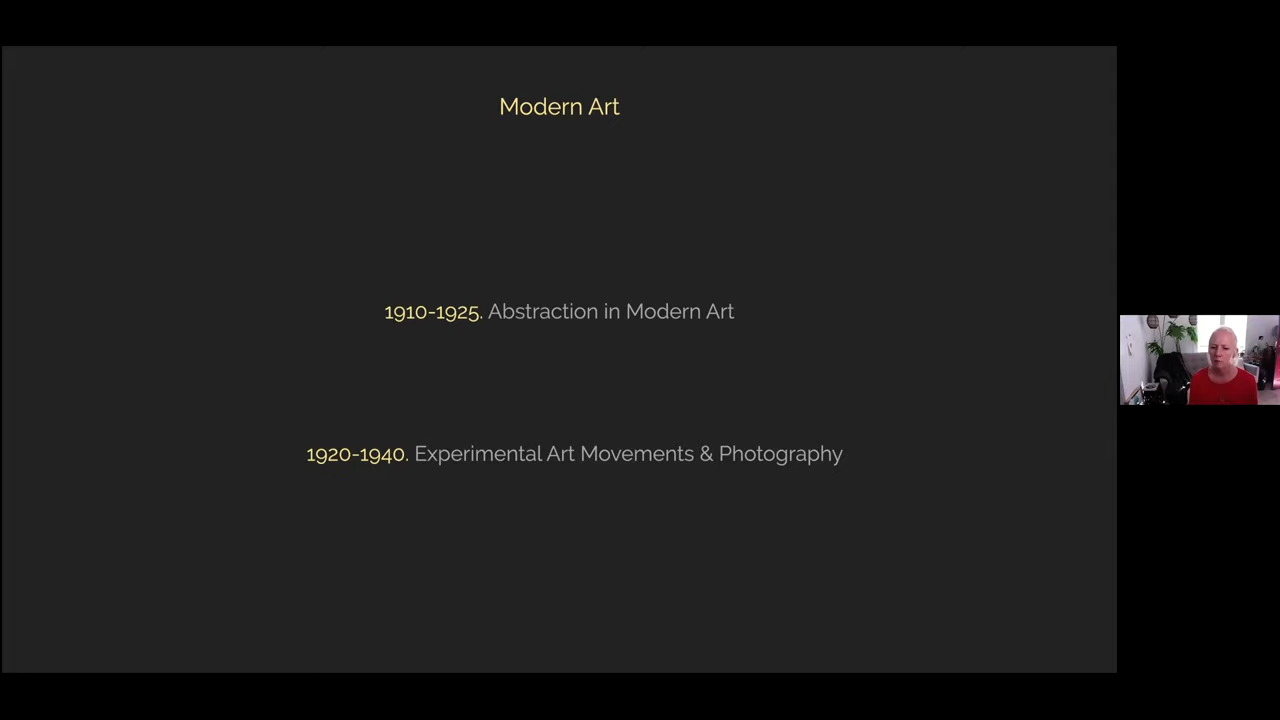 Modern Art
1910-1925. Abstraction in Modern Art
1920-1940. Experimental Art Movements & Photography